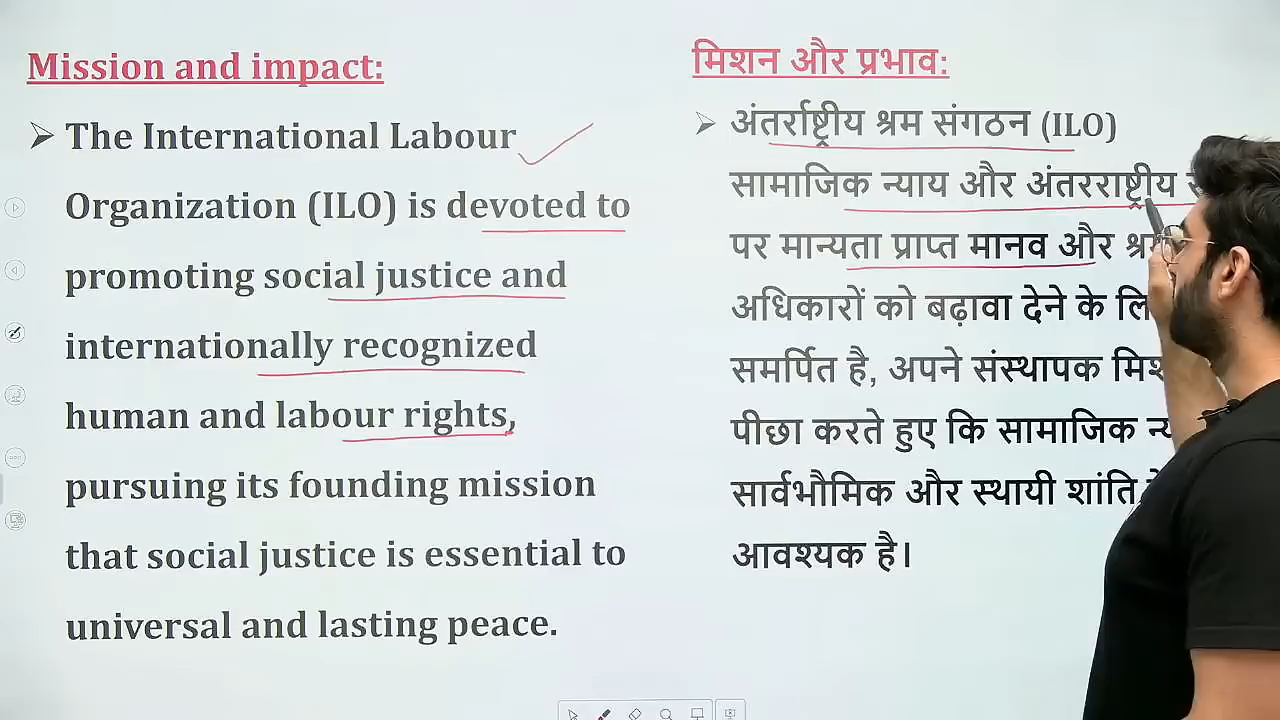 Mission and impact:
➢ The International Labour
Organization (ILO) is devoted to
promoting social justice and
internationally recognized
human and labour rights,
pursuing its founding mission
that social justice is essential to
universal and lasting peace.
मिशन और प्रभाव:
➢ अंतर्राष्ट्रीय श्रम संगठन (ILO)
सामाजिक न्याय और अंतरराष्ट्रीय
पर मान्यता प्राप्त मानव और
अधिकारों को बढ़ावा देने के
समर्पित है, अपने संस्थापक
पीछा करते हुए कि सामाजिक
सार्वभौमिक और स्थायी शांति
आवश्यक है।